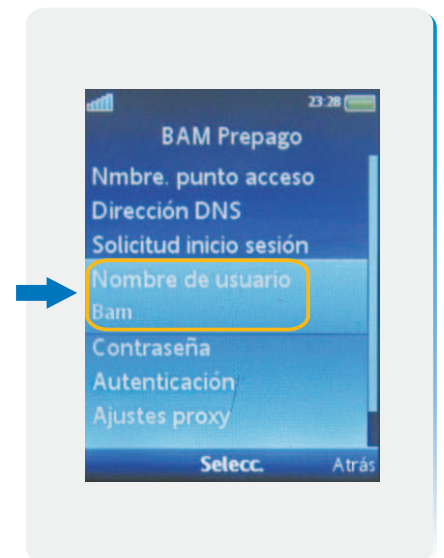 23:28
BAM Prepago
Nmbre. punto acceso
Dirección DNS
Solicitud inicio sesión
Nombre de usuario
Bam
Contraseña
Autenticación
Ajustes proxy
Selecc.
Atrás